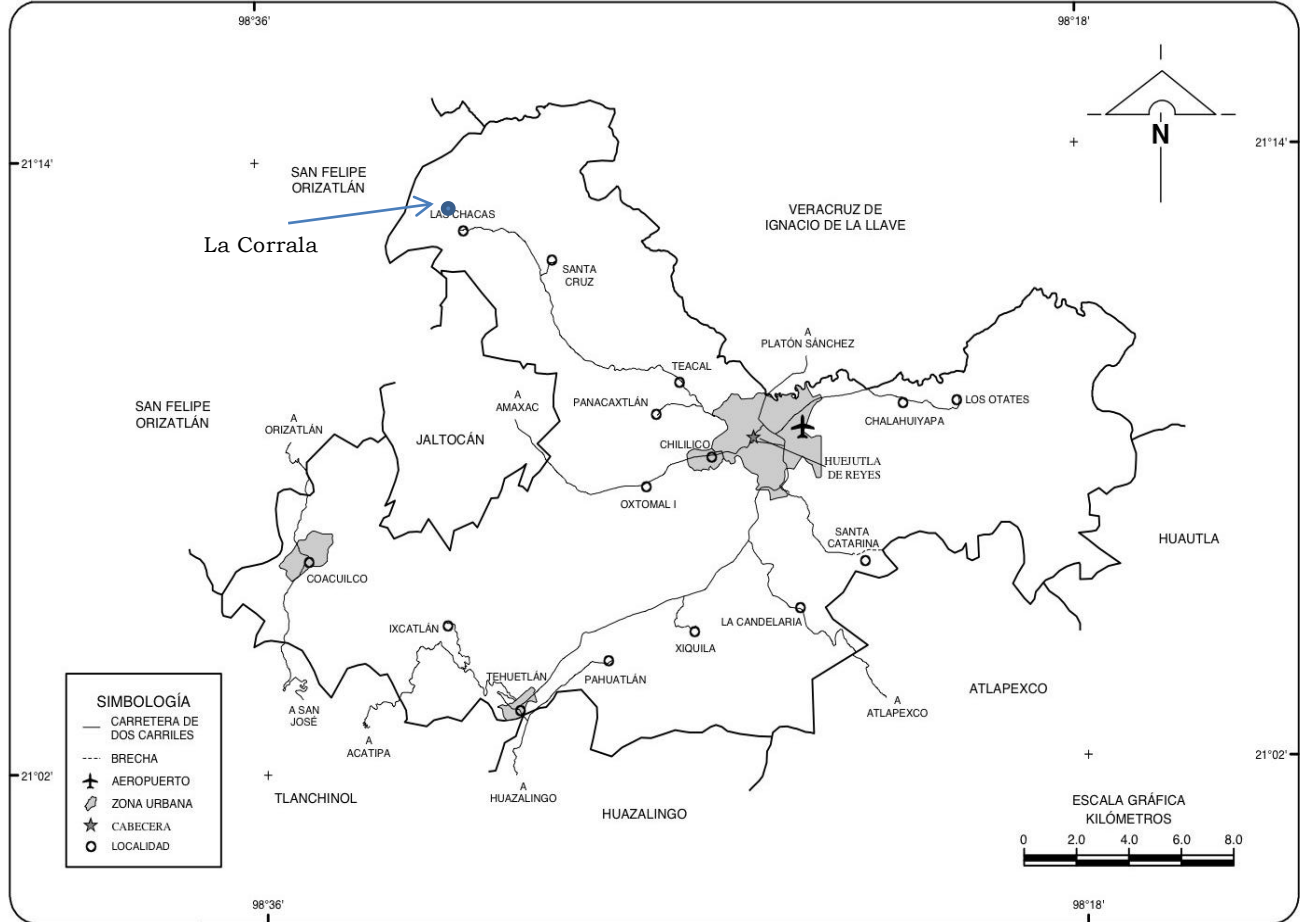 98°36'
98°18'
21°14'
21°14'
N
SAN FELIPE
ORIZATLÁN
VERACRUZ DE
IGNACIO DE LA LLAVE
LAS CHACAS
La Corrala
SANTA
CRUZ
A
PLATÓN SÁNCHEZ
TEACAL
A
AMAXAC
PANACAXTLÁN
LOS OTATES
CHALAHUIYAPA
SAN FELIPE
ORIZATLÁN
A
ORIZATLÁN
JALTOCÁN
CHILILICO
HUEJUTLA
DE REYES
OXTOMAL I
SANTA
CATARINA
HUAUTLA
COACUILCO
IXCATLÁN
LA CANDELARIA
XIQUILA
TEHUETLÁN
PAHUATLÁN
ATLAPEXCO
A
ATLAPEXCO
A SAN
JOSÉ
A
ACATIPA
A
HUAZALINGO
TLANCHINOL
HUAZALINGO
21°02'
21°02'
SIMBOLOGÍA
CARRETERA DE
DOS CARRILES
BRECHA
AEROPUERTO
ZONA URBANA
CABECERA
LOCALIDAD
ESCALA GRÁFICA
KILÓMETROS
0 2.0 4.0 6.0 8.0
98°36'
98°18'